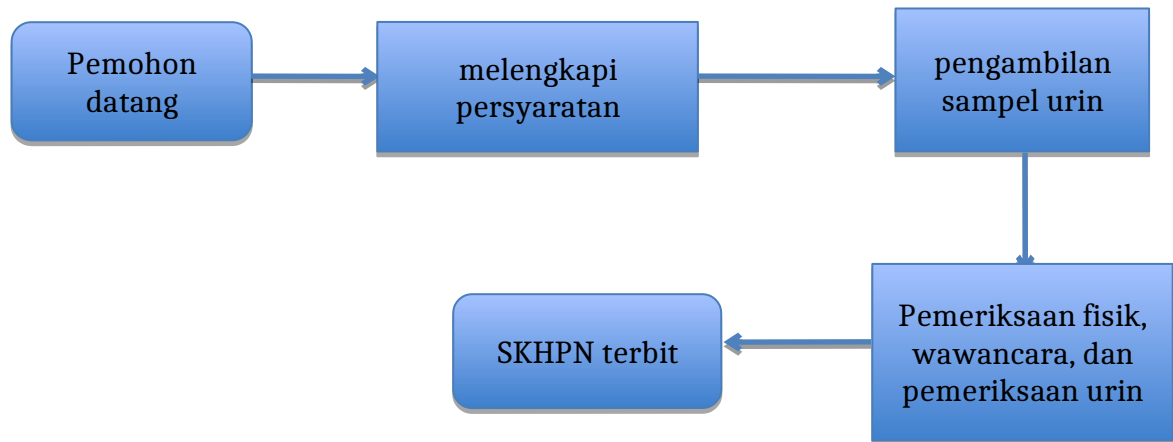 Pemohon
datang
melengkapi
persyaratan
pengambilan
sampel urin
Pemeriksaan fisik,
wawancara, dan
pemeriksaan urin
SKHPN terbit